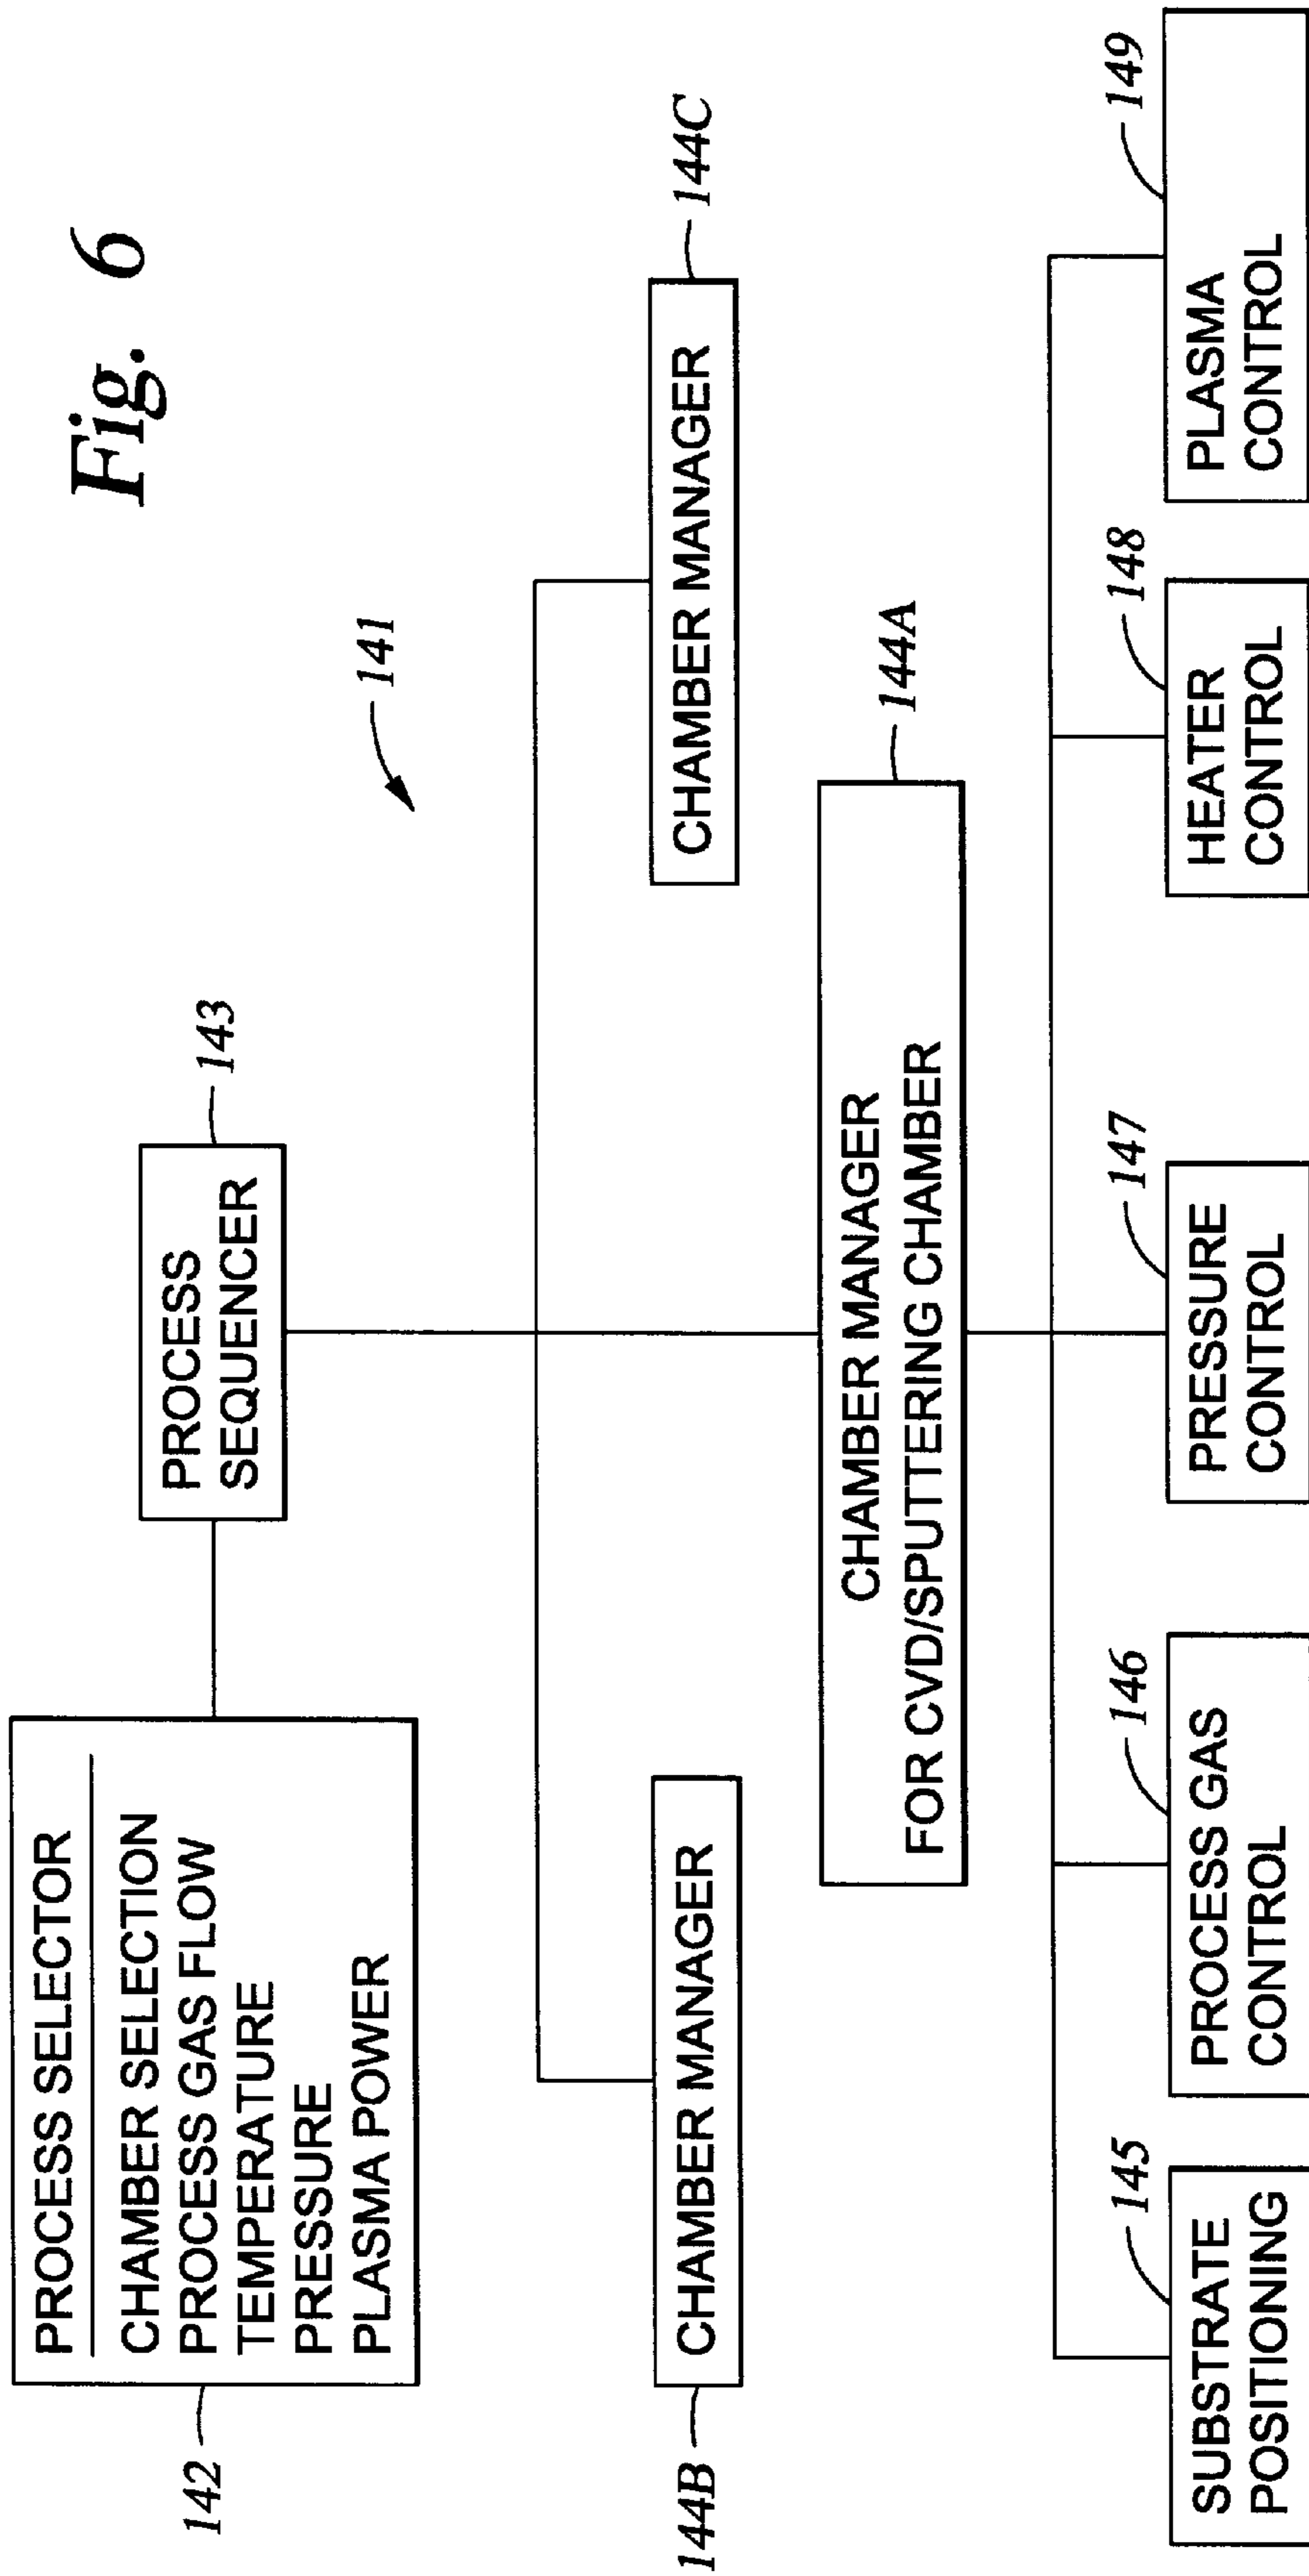 Fig. 6
141
142
PROCESS SELECTOR
CHAMBER SELECTION
PROCESS GAS FLOW
TEMPERATURE
PRESSURE
PLASMA POWER
PROCESS
SEQUENCER
143
144B
CHAMBER MANAGER
CHAMBER MANAGER
144C
CHAMBER MANAGER
FOR CVD/SPUTTERING CHAMBER
144A
SUBSTRATE
POSITIONING
145
PROCESS GAS
CONTROL
146
PRESSURE
CONTROL
147
HEATER
CONTROL
148
PLASMA
CONTROL
149